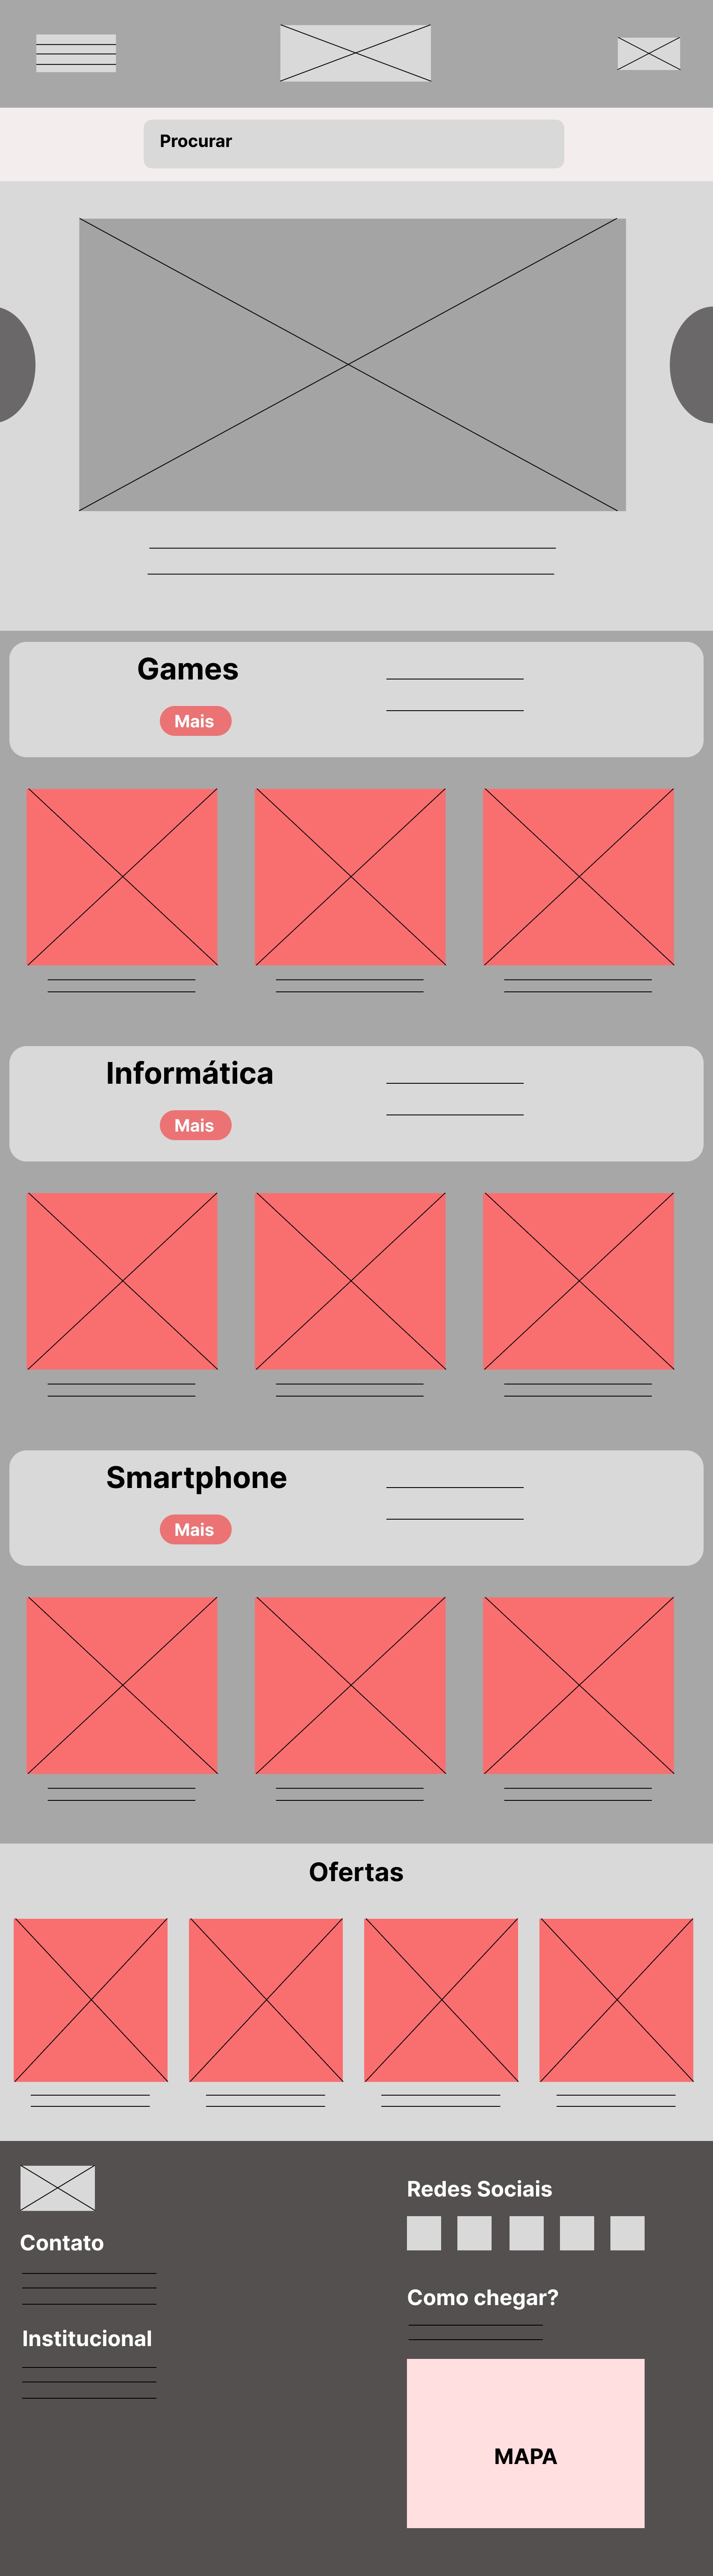 Procurar
Games
Mais
Informática
Mais
Smartphone
Mais
Ofertas
Contato
Institucional
Redes Sociais
Como chegar?
MAPA